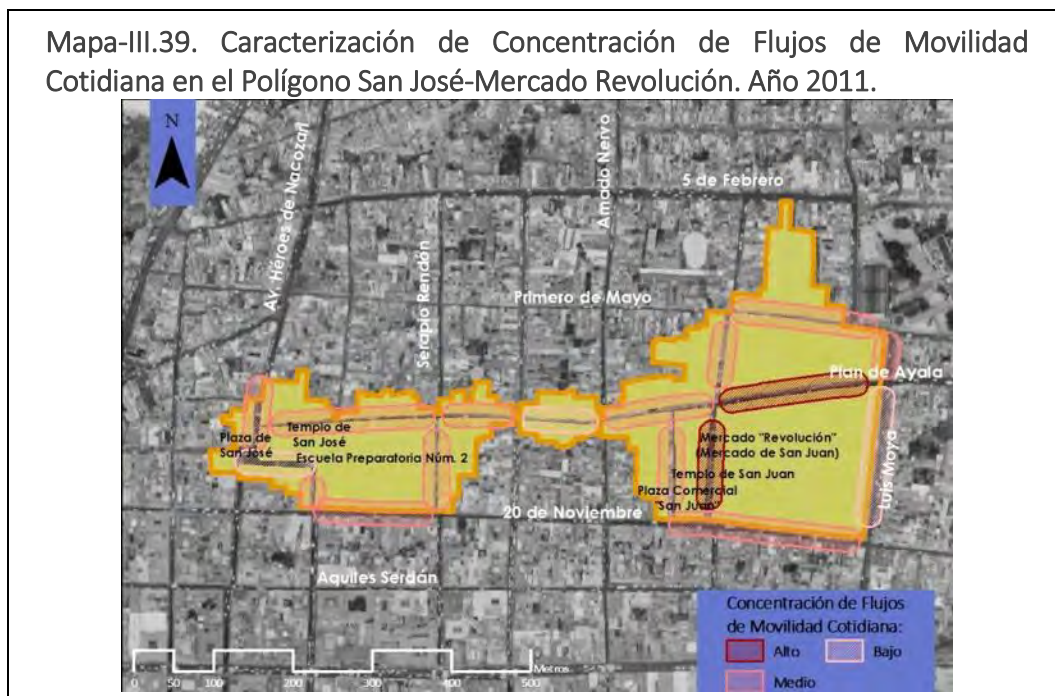 Mapa-III.39. Caracterización de Concentración de Flujos de Movilidad
Cotidiana en el Polígono San José-Mercado Revolución. Año 2011.
N
AV. Héroes de Nacozari
Amado Nervo
5 de Febrero
Serapio Rendón
Primero de Mayo
Plan de Ayala
Plaza de
San José
Templo de
San José
Escuela Preparatoria Núm. 2
Mercado "Revolución"
(Mercado de San Juan)
Templo de San Juan
Plaza Comercial
"San Juan"
Luis Moya
20 de Noviembre
Aquiles Serdán
Concentración de Flujos
de Movilidad Cotidiana:
Alto Bajo
Medio
Metros
0 50 100 200 300 400 500